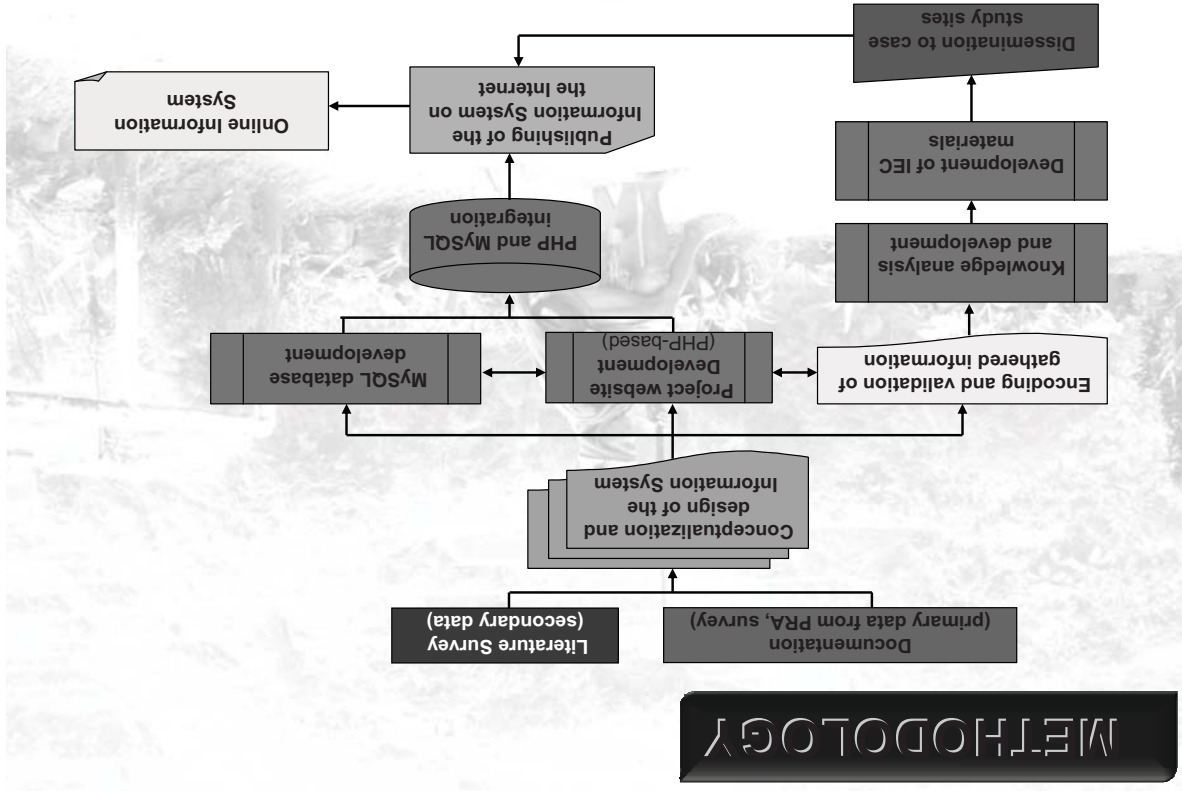 METHODOLOGY
Documentation
(primary data from PRA, survey)
Literature Survey
(secondary data)
Conceptualization and
design of the
Information System
Encoding and validation of
gathered information
Project website
Development
(PHP-based)
MySQL database
development
Knowledge analysis
and development
PHP and MySQL
integration
Development of IEC
materials
Publishing of the
Information System on
the Internet
Online Information
System
Dissemination to case
study sites